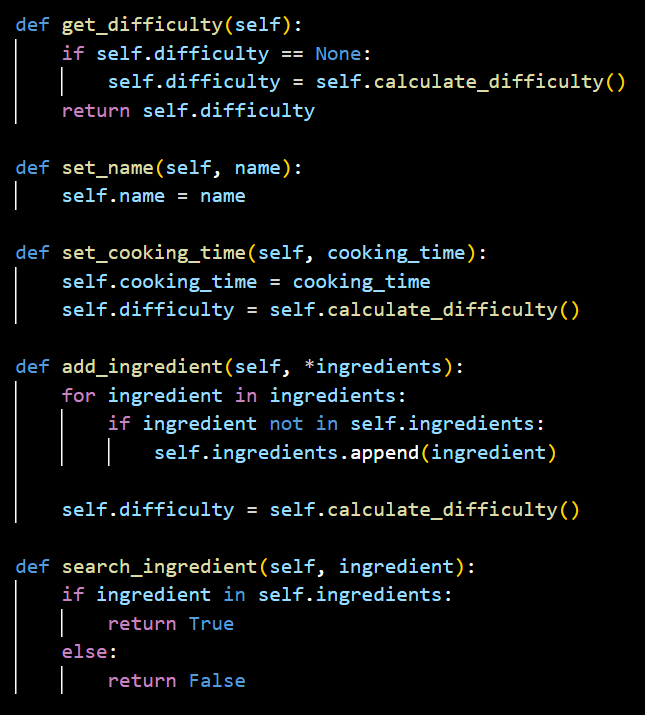 def get_difficulty(self):
    if self.difficulty == None:
        self.difficulty = self.calculate_difficulty()
    return self.difficulty

def set_name(self, name):
    self.name = name

def set_cooking_time(self, cooking_time):
    self.cooking_time = cooking_time
    self.difficulty = self.calculate_difficulty()

def add_ingredient(self, *ingredients):
    for ingredient in ingredients:
        if ingredient not in self.ingredients:
            self.ingredients.append(ingredient)

    self.difficulty = self.calculate_difficulty()

def search_ingredient(self, ingredient):
    if ingredient in self.ingredients:
        return True
    else:
        return False